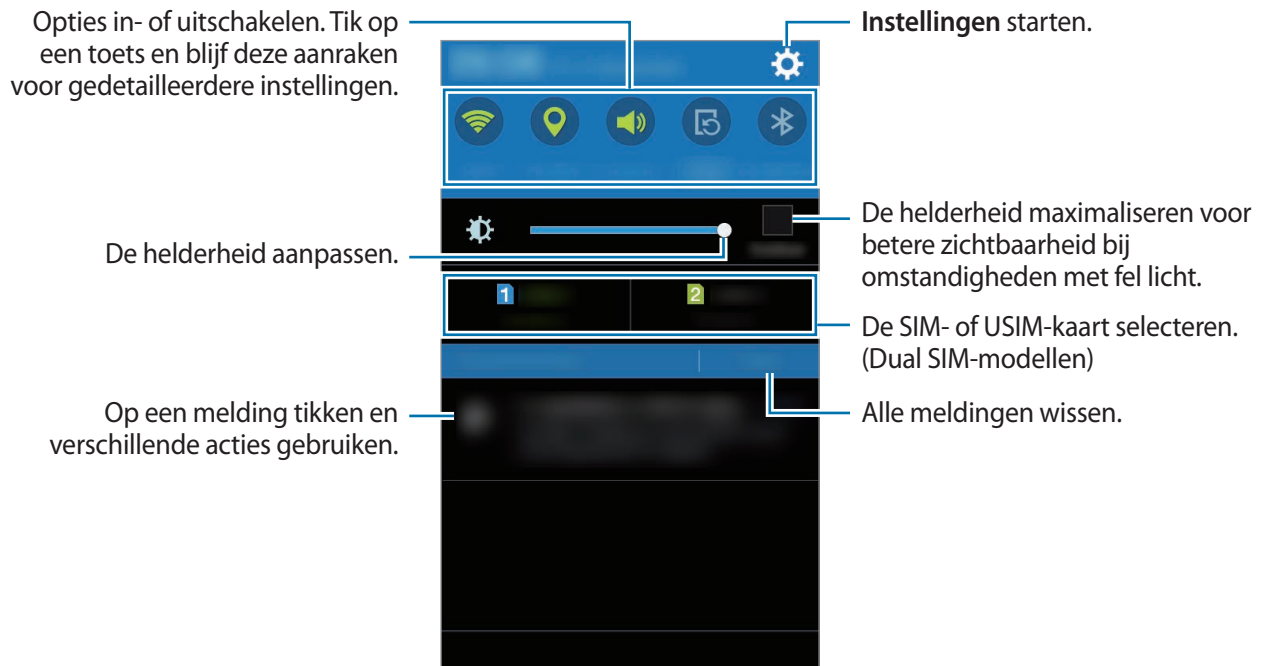 Opties in- of uitschakelen. Tik op
een toets en blijf deze aanraken
voor gedetailleerdere instellingen.
Instellingen starten.
De helderheid aanpassen.
De helderheid maximaliseren voor
betere zichtbaarheid bij
omstandigheden met fel licht.
1
2
De SIM- of USIM-kaart selecteren.
(Dual SIM-modellen)
Op een melding tikken en
verschillende acties gebruiken.
Alle meldingen wissen.